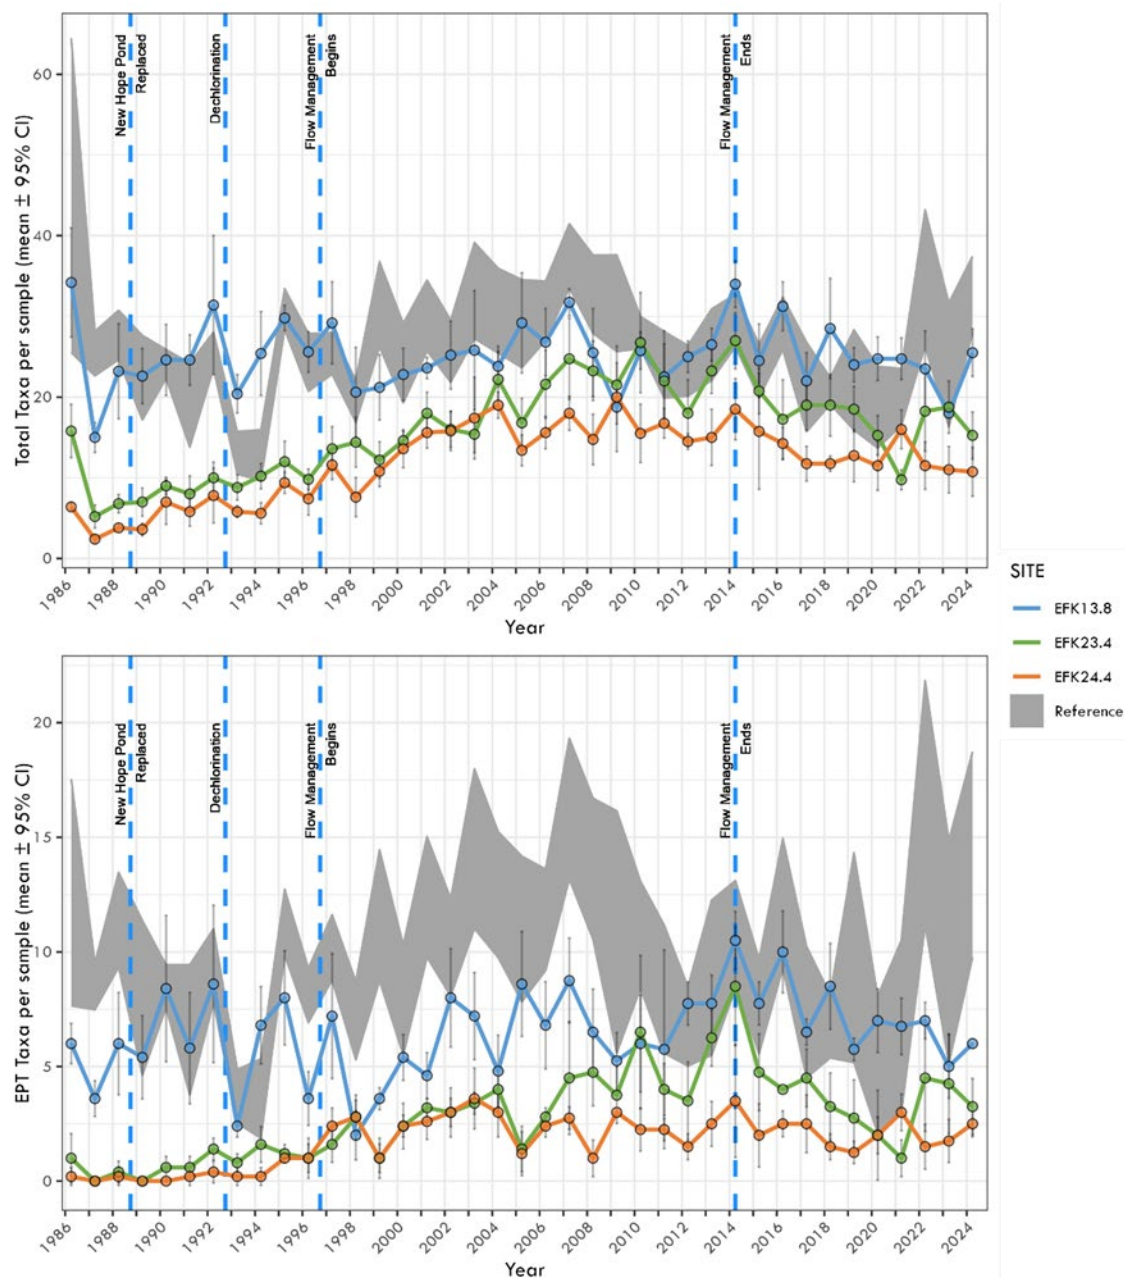 Total Taxa per sample (mean ± 95% CI)
60
40
20
0
New Hope Pond
Replaced
Dechlorination
Flow Management
Begins
Flow Management
Ends
1986 1988 1990 1992 1994 1996 1998 2000 2002 2004 2006 2008 2010 2012 2014 2016 2018 2020 2022 2024
Year
SITE
EFK13.8
EFK23.4
EFK24.4
Reference
EPT Taxa per sample (mean ± 95% CI)
20
15
10
5
0
New Hope Pond
Replaced
Dechlorination
Flow Management
Begins
Flow Management
Ends
1986 1988 1990 1992 1994 1996 1998 2000 2002 2004 2006 2008 2010 2012 2014 2016 2018 2020 2022 2024
Year